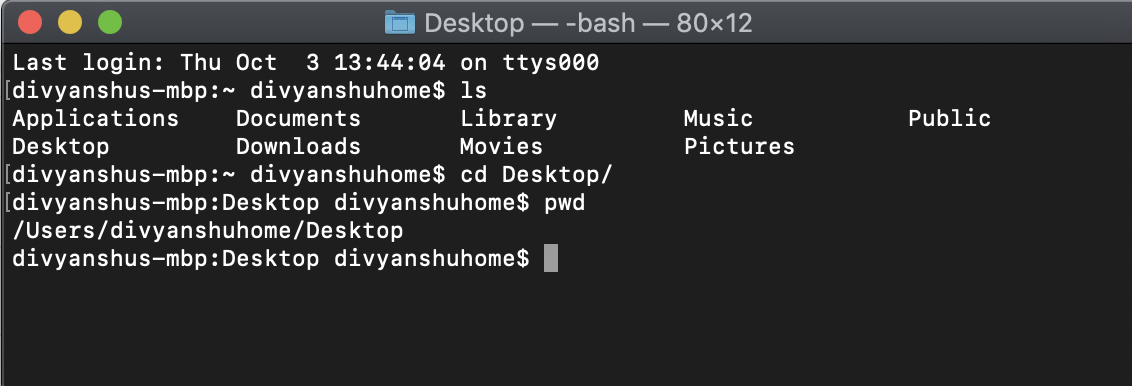 Desktop — -bash — 80×12
Last login: Thu Oct  3 13:44:04 on ttys000
[divyanshus-mbp:~ divyanshuhome$ ls
Applications    Documents       Library         Music           Public
Desktop         Downloads       Movies          Pictures
[divyanshus-mbp:~ divyanshuhome$ cd Desktop/
[divyanshus-mbp:Desktop divyanshuhome$ pwd
/Users/divyanshuhome/Desktop
divyanshus-mbp:Desktop divyanshuhome$